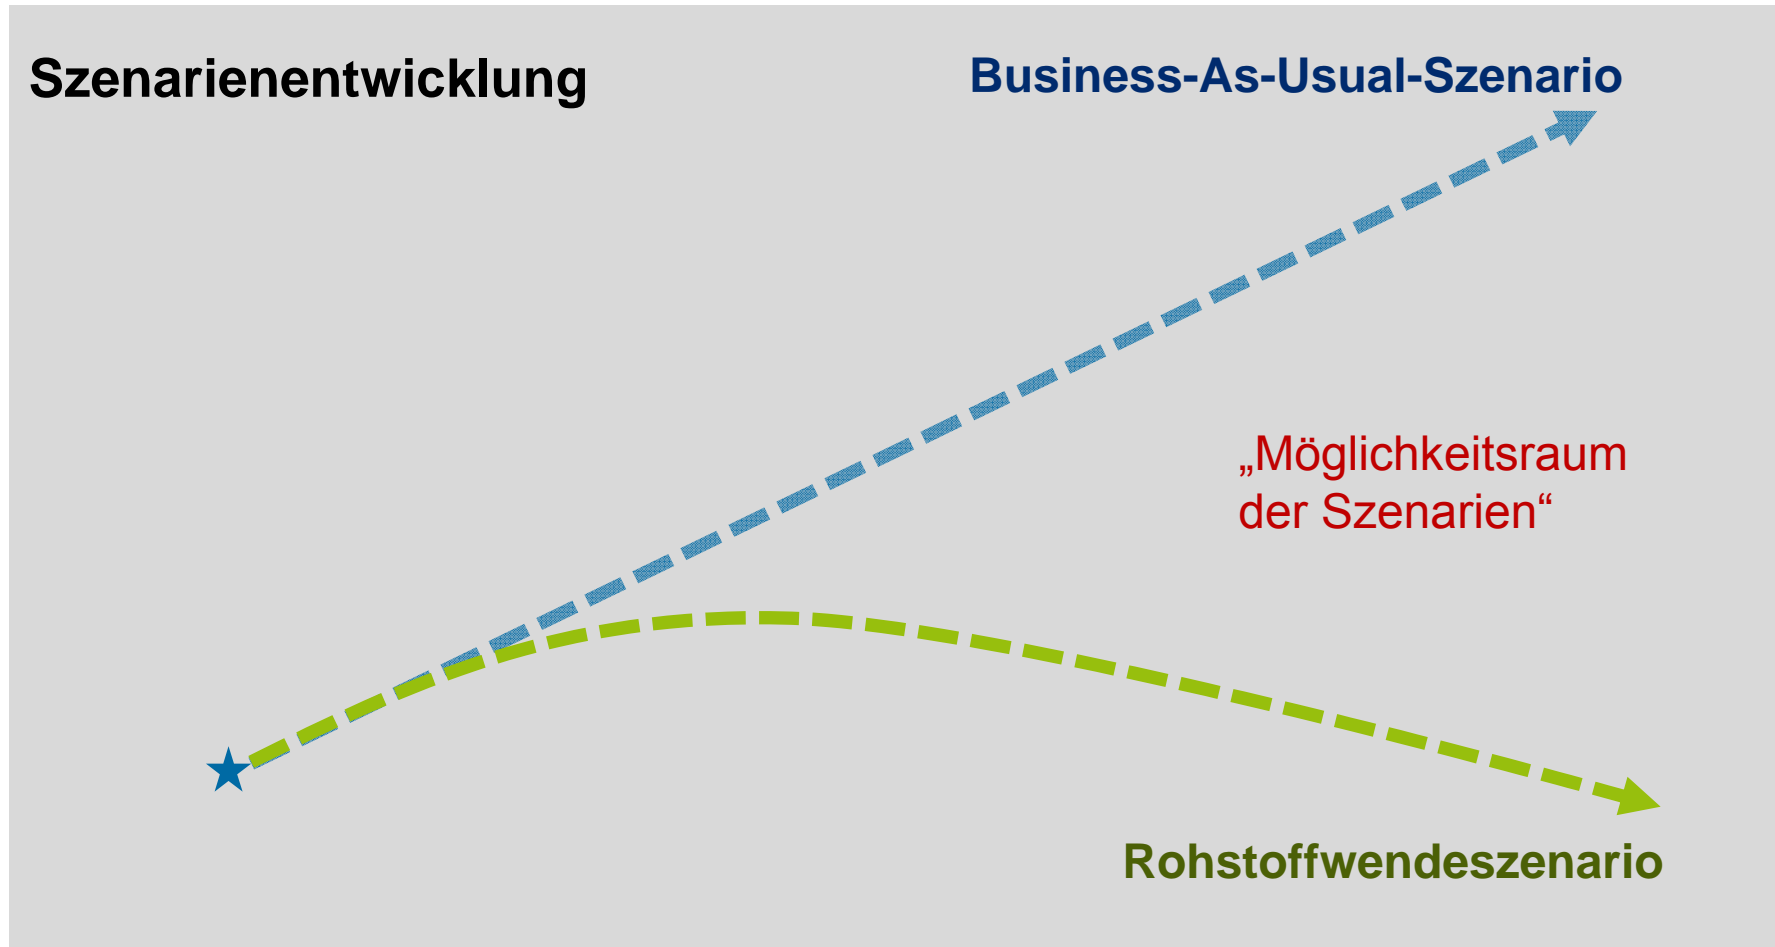 Szenarienentwicklung
Business-As-Usual-Szenario
„Möglichkeitsraum
der Szenarien“
Rohstoffwendeszenario